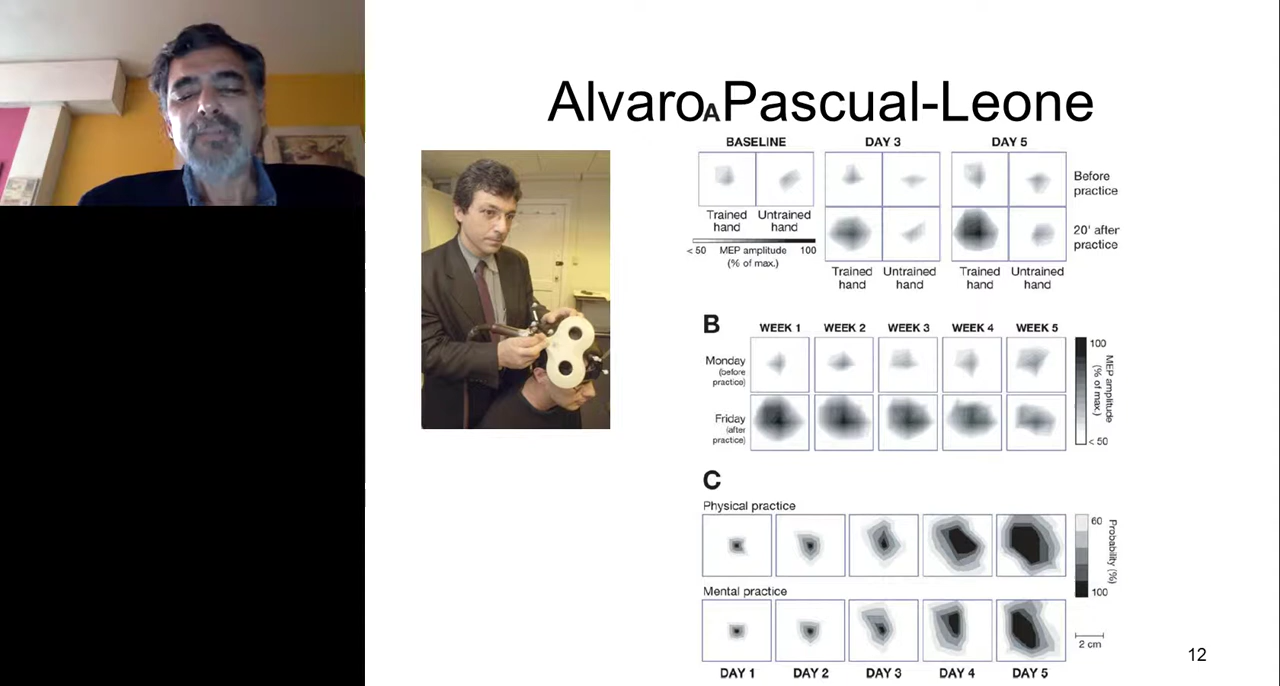 Alvaro Pascual-Leone
A
BASELINE DAY 3 DAY 5
Before
practice
Trained
hand
Untrained
hand
20' after
practice
< 50 MEP amplitude 100
(% of max.)
Trained
hand
Untrained
hand
Trained
hand
Untrained
hand
B
WEEK 1 WEEK 2 WEEK 3 WEEK 4 WEEK 5
Monday
(before
practice)
100
MEP amplitude
(% of max.)
< 50
Friday
(after
practice)
C
Physical practice
60
Probability (%)
100
Mental practice
2 cm
DAY 1 DAY 2 DAY 3 DAY 4 DAY 5
12